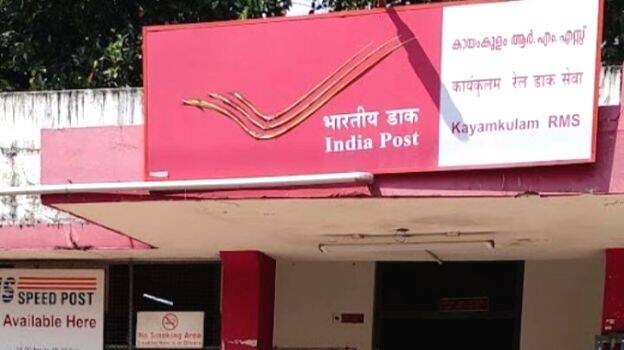 കായംകുളം ആർ.എം.എസ്സ്
कायंकुलम रेल डाक सेवा
Kayamkulam RMS
भारतीय डाक
India Post
SPEED POST
Available Here
No Smoking Area